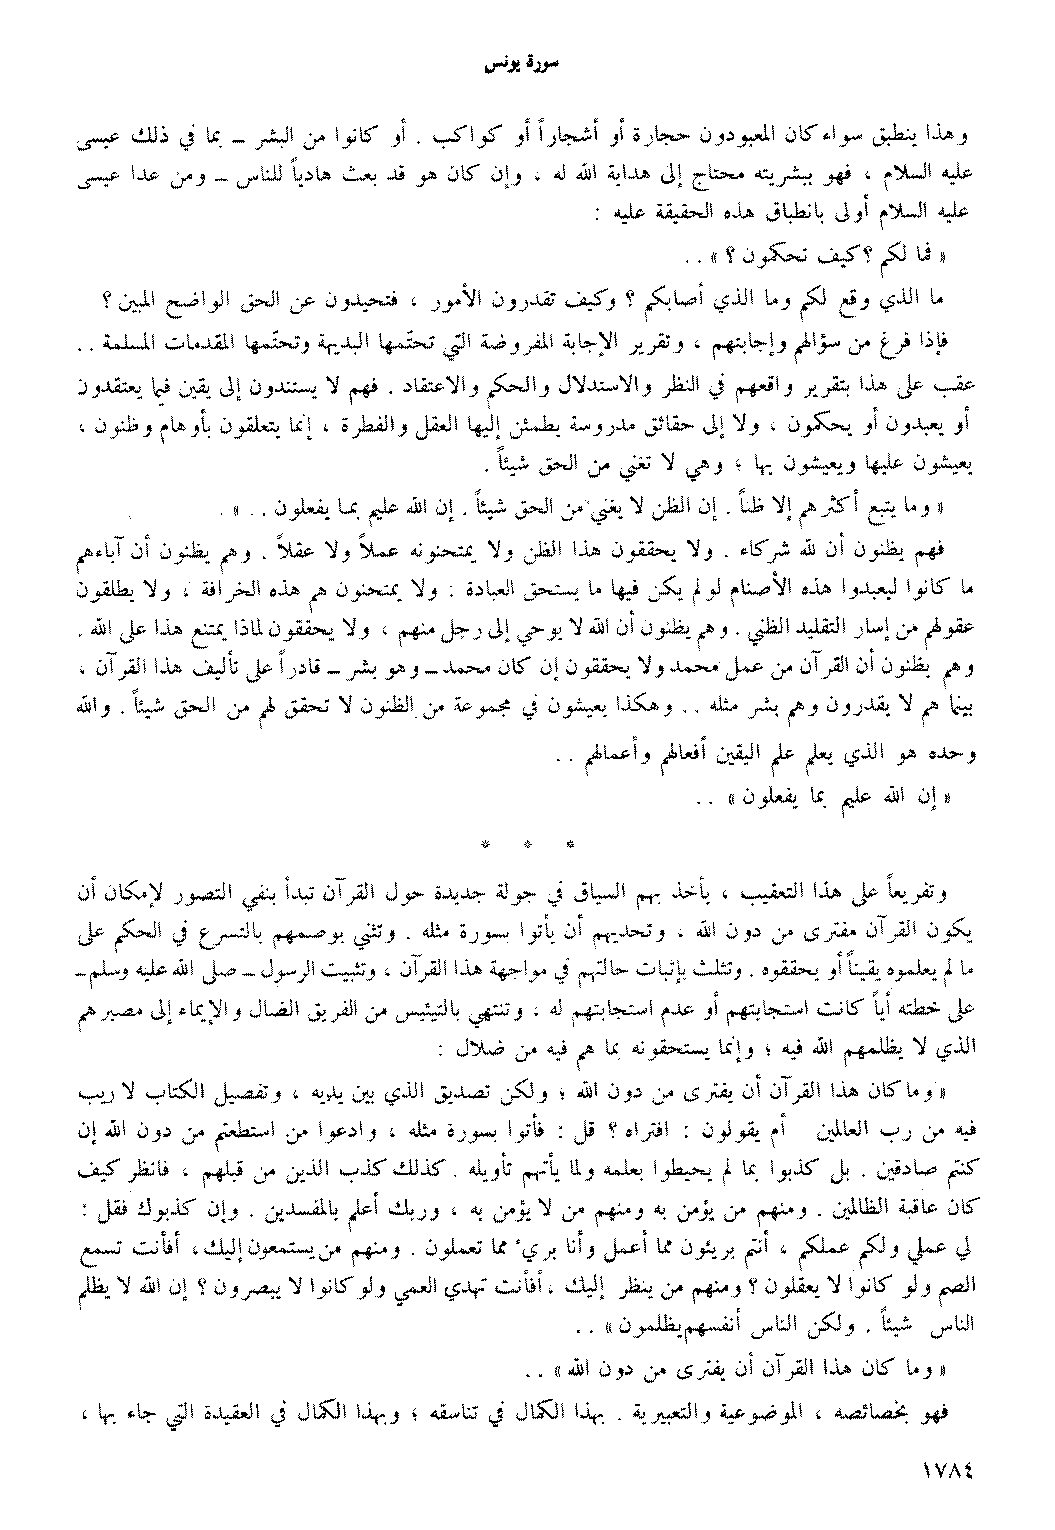 سورة يونس
وهذا ينطبق سواء كان المعبودون حجارة أو أشجاراً أو كواكب . أو كانوا من البشر ــ بما في ذلك عيسى
عليه السلام ، فهو ببشريته محتاج إلى هداية الله له ، وإن كان هو قد بعث هادياً للناس ــ ومن عدا عيسى
عليه السلام أولى بانطباق هذه الحقيقة عليه :
« فما لكم ؟ كيف تحكمون ؟ » . .
ما الذي وقع لكم وما الذي أصابكم ؟ وكيف تقدرون الأمور ، فتحيدون عن الحق الواضح المبين ؟
فإذا فرغ من سؤالهم وإجابتهم ، وتقرير الإجابة المفروضة التي تحتّمها البديهة وتحتّمها المقدمات المسلمة . .
عقب على هذا بتقرير واقعهم في النظر والاستدلال والحكم والاعتقاد . فهم لا يستندون إلى يقين فيما يعتقدون
أو يعبدون أو يحكمون ، ولا إلى حقائق مدروسة يطمئن إليها العقل والفطرة ، إنما يتعلقون بأوهام وظنون ،
يعيشون عليها ويعيشون بها ؛ وهي لا تغني من الحق شيئاً .
« وما يتبع أكثرهم إلا ظناً . إن الظن لا يغني من الحق شيئاً . إن الله عليم بما يفعلون . . » .
فهم يظنون أن لله شركاء . ولا يحققون هذا الظن ولا يمتحنونه عملاً ولا عقلاً . وهم يظنون أن آباءهم
ما كانوا ليعبدوا هذه الأصنام لو لم يكن فيها ما يستحق العبادة : ولا يمتحنون هم هذه الخرافة ، ولا يطلقون
عقولهم من إسار التقليد الظني . وهم يظنون أن الله لا يوحي إلى رجل منهم ، ولا يحققون لماذا يمتنع هذا على الله .
وهم يظنون أن القرآن من عمل محمد ولا يحققون إن كان محمد ــ وهو بشر ــ قادراً على تأليف هذا القرآن ،
بينما هم لا يقدرون وهم بشر مثله . . وهكذا يعيشون في مجموعة من الظنون لا تحقق لهم من الحق شيئاً . والله
وحده هو الذي يعلم علم اليقين أفعالهم وأعمالهم . .
« إن الله عليم بما يفعلون » . .
* * *
وتفريعاً على هذا التعقيب ، يأخذ بهم السياق في جولة جديدة حول القرآن تبدأ بنفي التصور لإمكان أن
يكون القرآن مفترى من دون الله ، وتحديهم أن يأتوا بسورة مثله . وتثني بوصمهم بالتسرع في الحكم على
ما لم يعلموه يقيناً أو يحققوه . وتثلث بإثبات حالتهم في مواجهة هذا القرآن ، وتثبيت الرسول ــ صلى الله عليه وسلم ــ
على خطته أياً كانت استجابتهم أو عدم استجابتهم له ، وتنتهي بالتيئيس من الفريق الضال والإيماء إلى مصيرهم
الذي لا يظلمهم الله فيه ؛ وإنما يستحقونه بما هم فيه من ضلال :
« وما كان هذا القرآن أن يفترى من دون الله ؛ ولكن تصديق الذي بين يديه ، وتفصيل الكتاب لا ريب
فيه من رب العالمين أم يقولون : افتراه ؟ قل : فأتوا بسورة مثله ، وادعوا من استطعتم من دون الله إن
كنتم صادقين . بل كذبوا بما لم يحيطوا بعلمه ولما يأتهم تأويله . كذلك كذب الذين من قبلهم ، فانظر كيف
كان عاقبة الظالمين . ومنهم من يؤمن به ومنهم من لا يؤمن به ، وربك أعلم بالمفسدين . وإن كذبوك فقل :
لي عملي ولكم عملكم ، أنتم بريئون مما أعمل وأنا بريء مما تعملون . ومنهم من يستمعون إليك ، أفأنت تسمع
الصم ولو كانوا لا يعقلون ؟ ومنهم من ينظر إليك ، أفأنت تهدي العمي ولو كانوا لا يبصرون ؟ إن الله لا يظلم
الناس شيئاً . ولكن الناس أنفسهم يظلمون » . .
« وما كان هذا القرآن أن يفترى من دون الله » . .
فهو بخصائصه ، الموضوعية والتعبيرية . بهذا الكمال في تناسقه ؛ وبهذا الكمال في العقيدة التي جاء بها ،
١٧٨٤